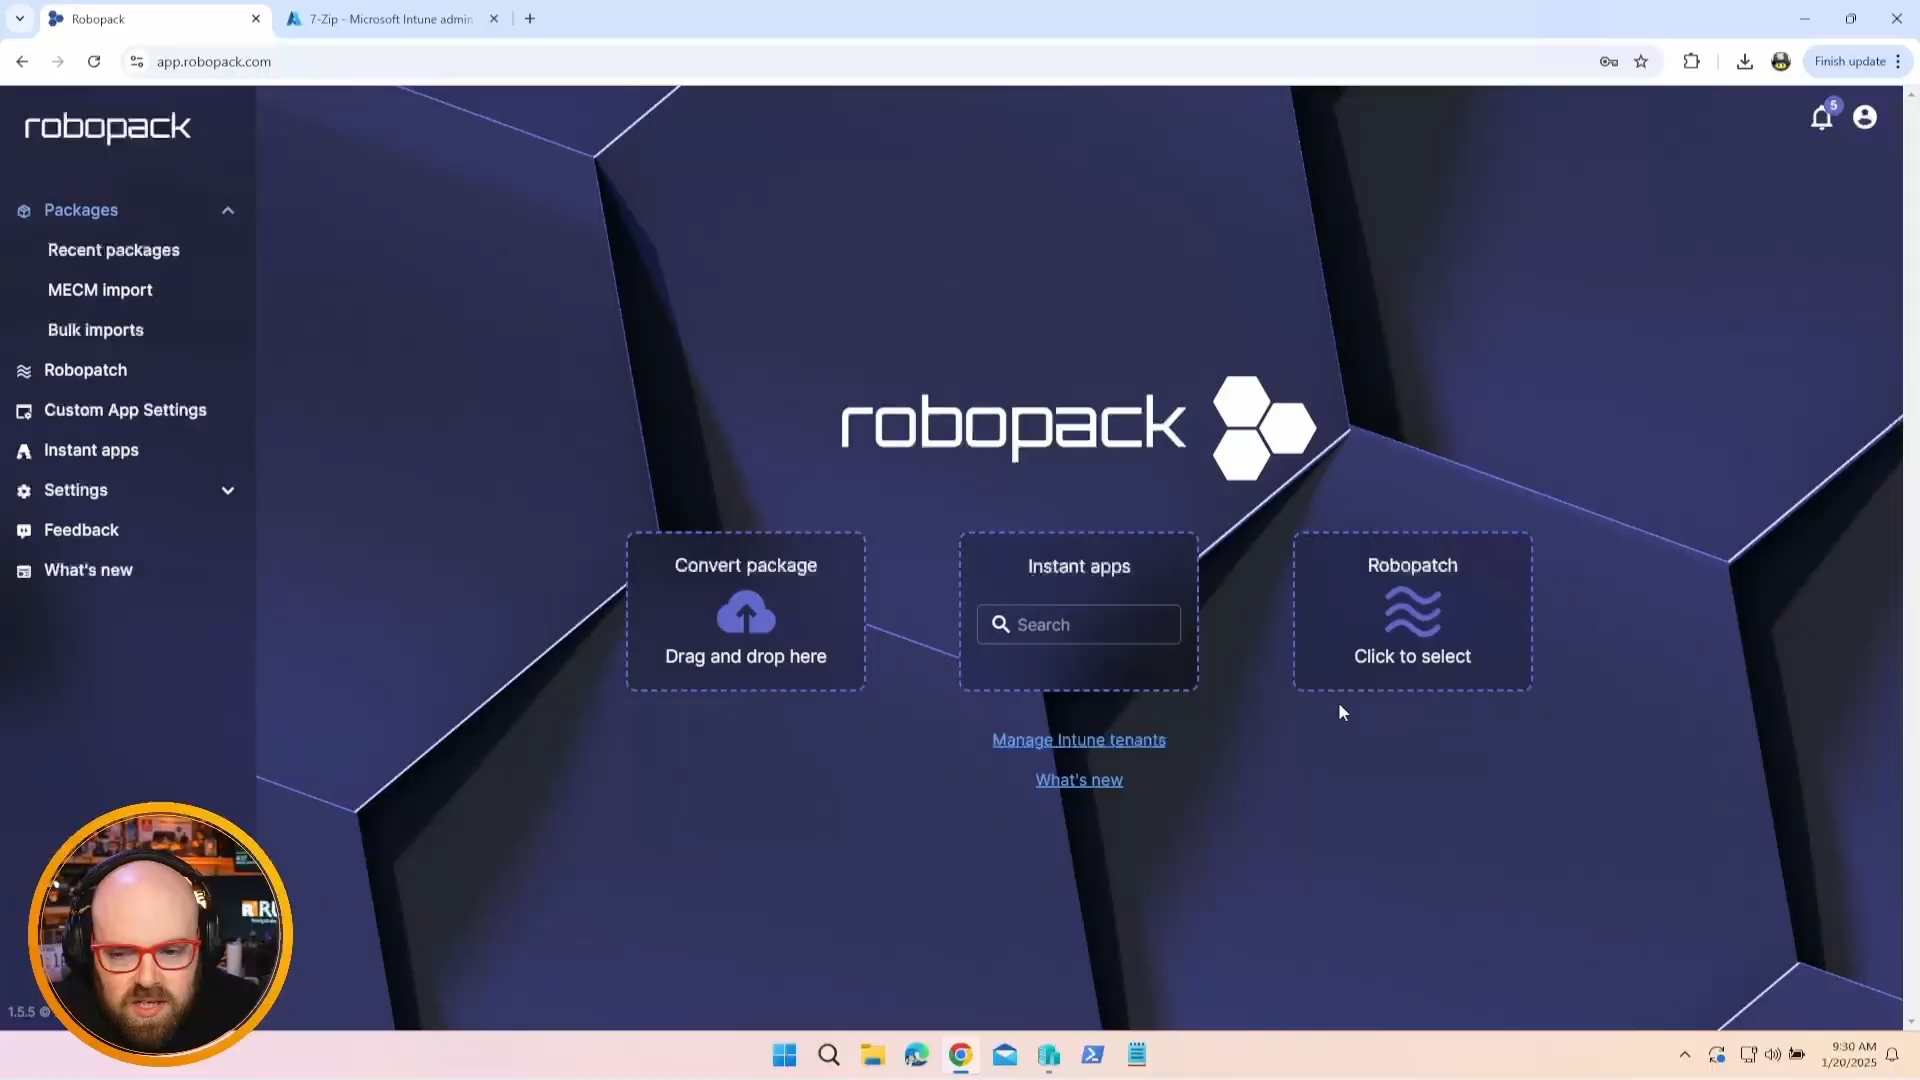 Robopack
7-Zip - Microsoft Intune admin
app.robopack.com
Finish update
robopack
5
Packages
Recent packages
MECM import
Bulk imports
Robopatch
Custom App Settings
Instant apps
Settings
Feedback
What's new
robopack
Convert package
Drag and drop here
Instant apps
Search
Robopatch
Click to select
Manage Intune tenants
What's new
1.5.5 ©
9:30 AM
1/20/2025